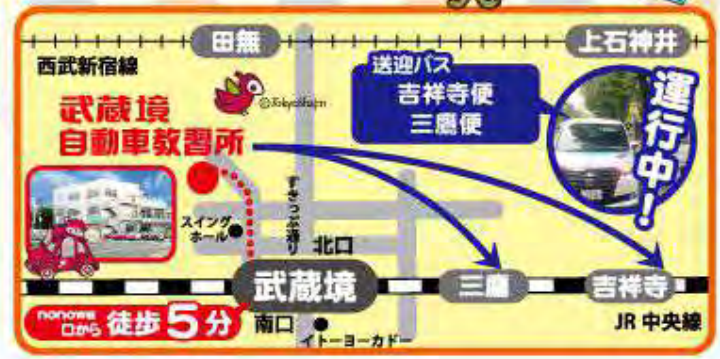 田無
上石神井
西武新宿線
送迎バス
吉祥寺便
三鷹便
運行中!
武蔵境
自動車教習所
すきっぷ通り
スイング
ホール
北口
武蔵境
三鷹
吉祥寺
nonowa
口から 徒歩5分
南口
イトーヨーカドー
JR 中央線